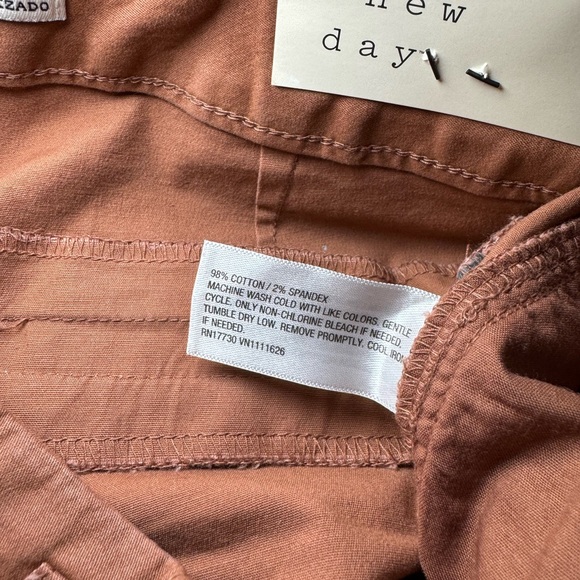 ZADO
new
day
98% COTTON / 2% SPANDEX
MACHINE WASH COLD WITH LIKE COLORS. GENTLE
CYCLE. ONLY NON-CHLORINE BLEACH IF NEEDED.
TUMBLE DRY LOW. REMOVE PROMPTLY. COOL IRON
IF NEEDED.
RN17730 VN1111626